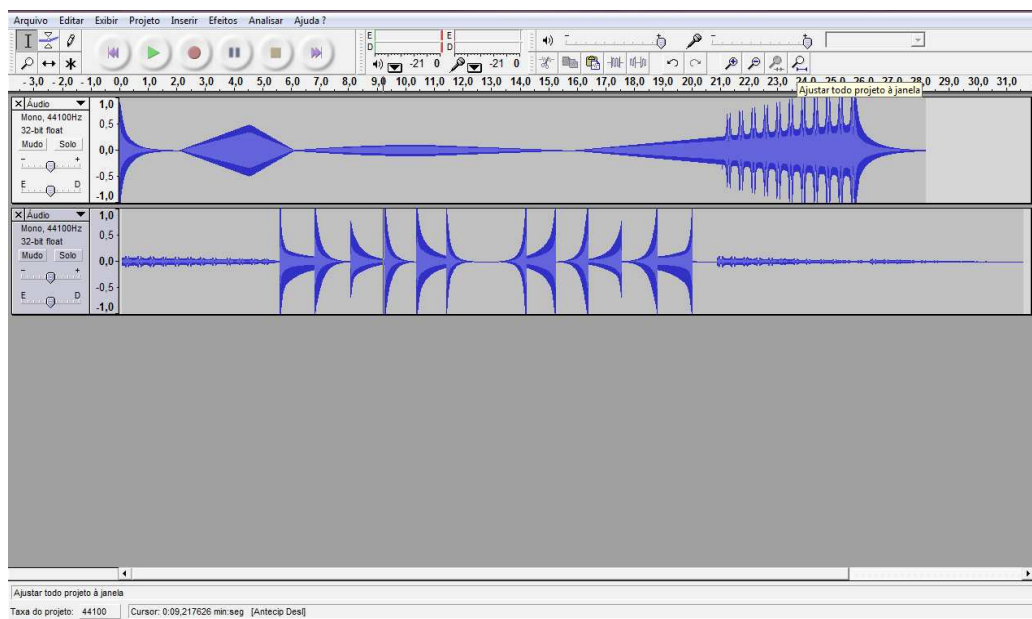 Arquivo Editar Exibir Projeto Inserir Efeitos Analisar Ajuda ?
E E
D D
-21 0 -21 0
- 3,0 - 2,0 - 1,0 0,0 1,0 2,0 3,0 4,0 5,0 6,0 7,0 8,0 9,0 10,0 11,0 12,0 13,0 14,0 15,0 16,0 17,0 18,0 19,0 20,0 21,0 22,0 23,0 24,0 25,0 26,0 27,0 28,0 29,0 30,0 31,0
Ajustar todo projeto à janela
X Áudio 1,0
Mono, 44100Hz
32-bit float 0,5
Mudo Solo
- + 0,0
-0,5
E D
-1,0
X Áudio 1,0
Mono, 44100Hz
32-bit float 0,5
Mudo Solo
- + 0,0
-0,5
E D
-1,0
Ajustar todo projeto à janela
Taxa do projeto: 44100 Cursor: 0:09,217626 min:seg [Antecip Desl]